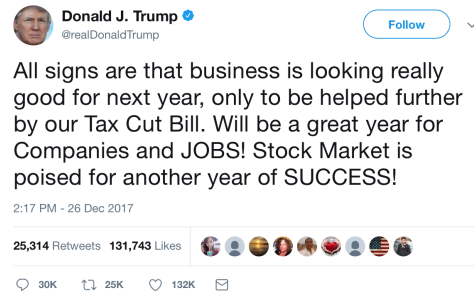 Donald J. Trump
@realDonaldTrump
Follow
All signs are that business is looking really
good for next year, only to be helped further
by our Tax Cut Bill. Will be a great year for
Companies and JOBS! Stock Market is
poised for another year of SUCCESS!
2:17 PM - 26 Dec 2017
25,314 Retweets 131,743 Likes
30K 25K 132K